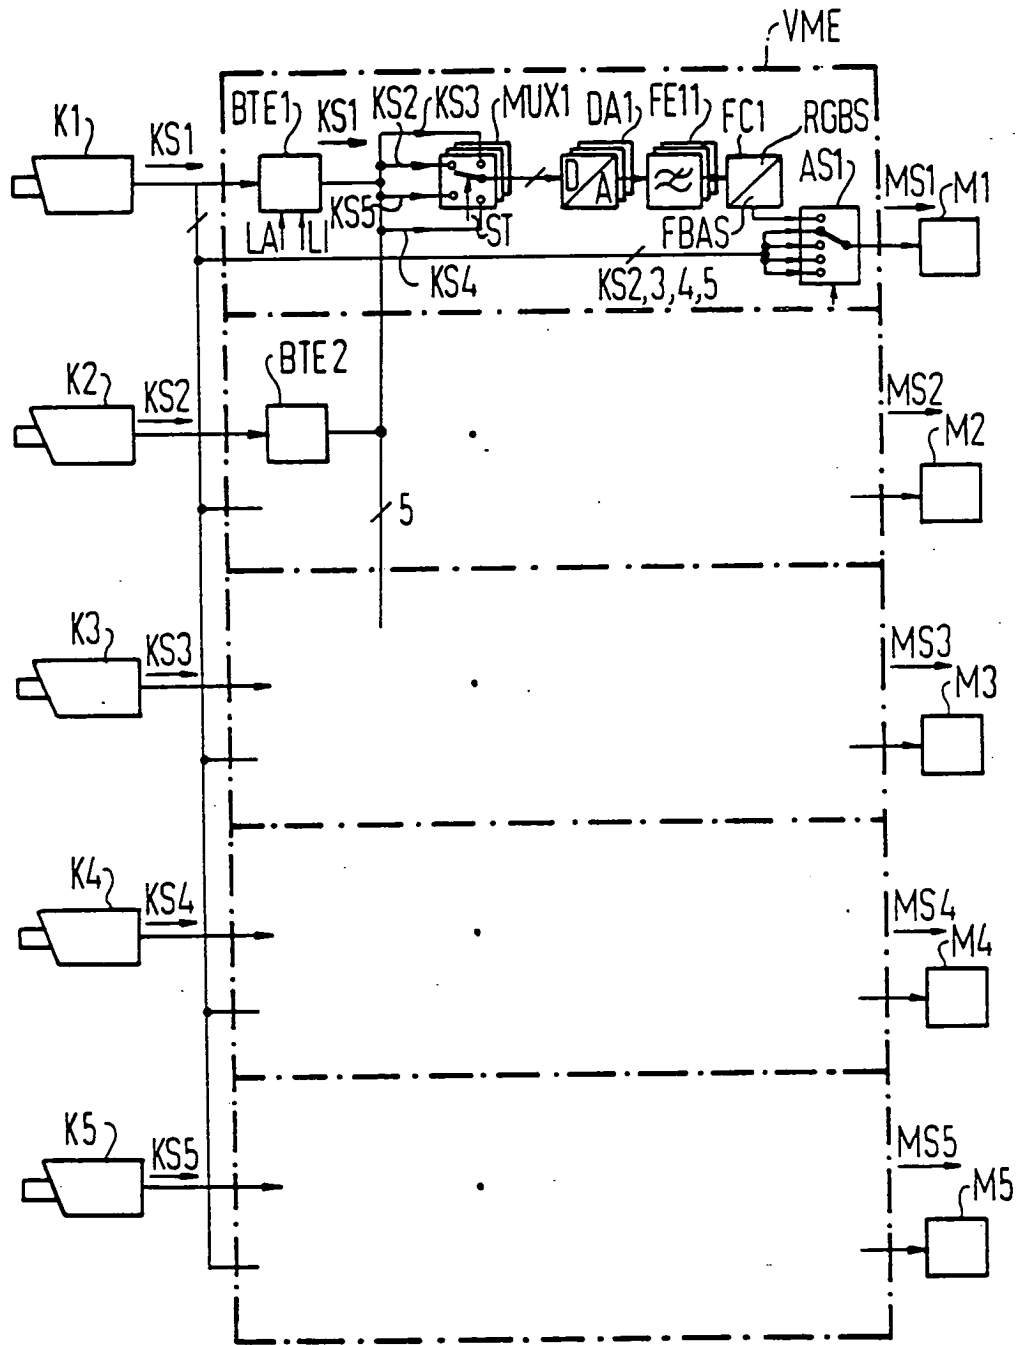 VME
K1
KS1
BTE1
KS1
KS2
KS3
MUX1
DA1
FE11
FC1
RGBS
AS1
MS1
M1
D
A
KS5
LA
LI
ST
FBAS
KS4
KS2,3,4,5
K2
KS2
BTE2
MS2
M2
5
K3
KS3
MS3
M3
K4
KS4
MS4
M4
K5
KS5
MS5
M5